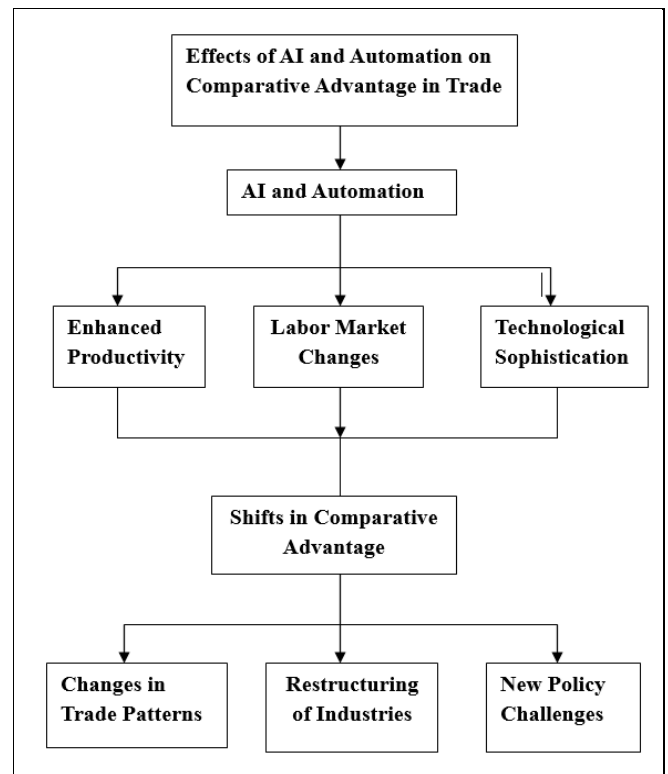 Effects of AI and Automation on
Comparative Advantage in Trade
AI and Automation
Enhanced
Productivity
Labor Market
Changes
Technological
Sophistication
Shifts in Comparative
Advantage
Changes in
Trade Patterns
Restructuring
of Industries
New Policy
Challenges